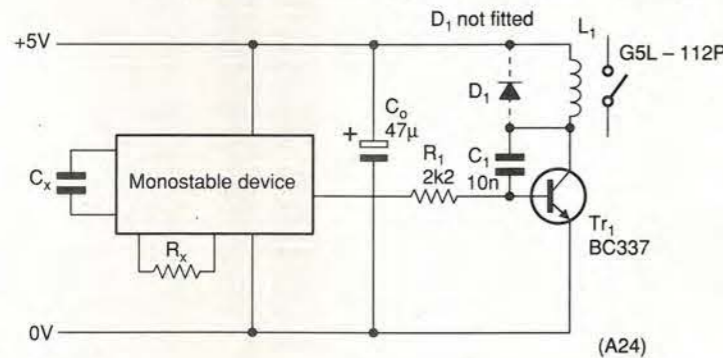 D₁ not fitted
L₁
+5V
G5L – 112P
D₁
Cₒ
47µ
+
R₁
2k2
C₁
10n
Cₓ
Monostable device
Tr₁
BC337
Rₓ
0V
(A24)